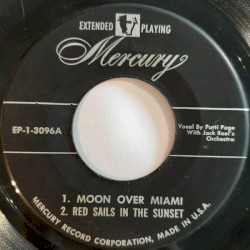 EXTENDED PLAYING
Mercury
EP-1-3096A
Vocal By Patti Page
With Jack Rael's
Orchestra
1. MOON OVER MIAMI
2. RED SAILS IN THE SUNSET
MERCURY RECORD CORPORATION, MADE IN U.S.A.